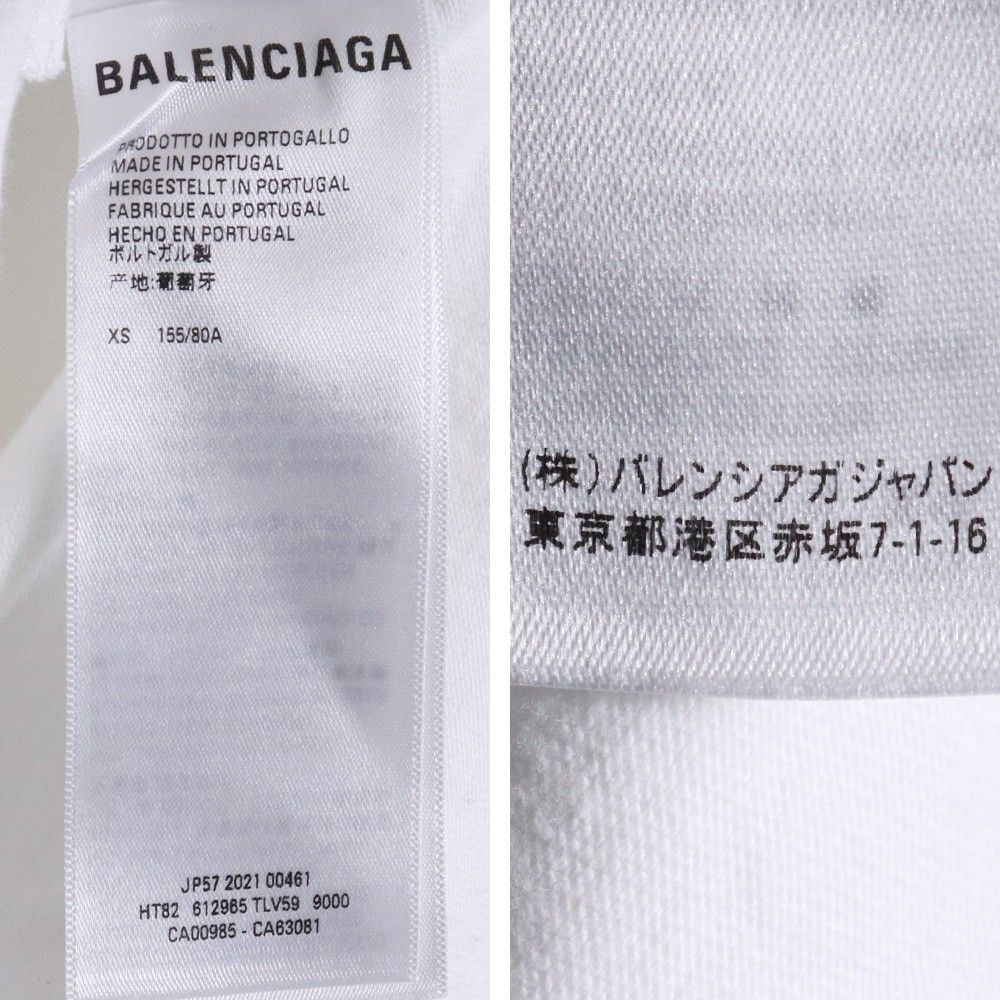 BALENCIAGA
PRODOTTO IN PORTOGALLO
MADE IN PORTUGAL
HERGESTELLT IN PORTUGAL
FABRIQUE AU PORTUGAL
HECHO EN PORTUGAL
ポルトガル製
产地:葡萄牙
XS 155/80A
JP57 2021 00461
HT82 612965 TLV59 9000
CA00985 - CA63081
(株)バレンシアガジャパン
東京都港区赤坂7-1-16